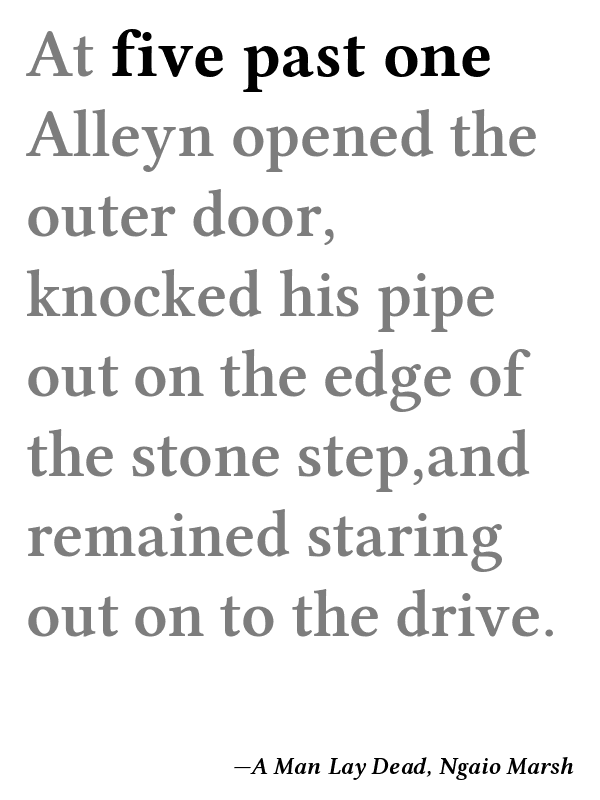 At five past one
Alleyn opened the
outer door,
knocked his pipe
out on the edge of
the stone step,and
remained staring
out on to the drive.
—A Man Lay Dead, Ngaio Marsh